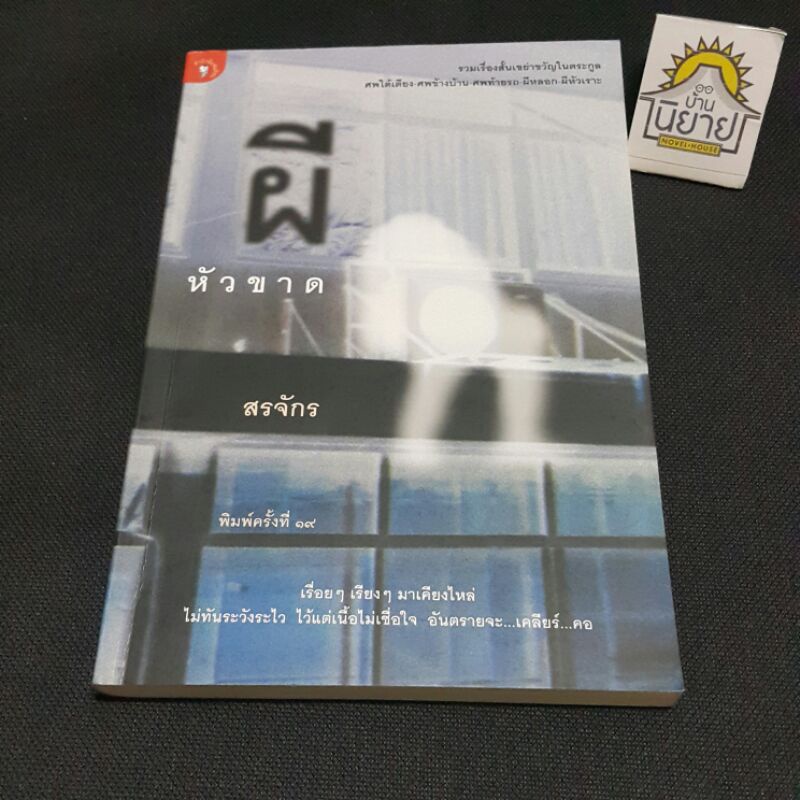 รวมเรื่องสั้นเขย่าขวัญในตระกูล
ศพใต้เตียง-ศพข้างบ้าน-ศพท้ายรถ-ผีหลอก-ผีหัวเราะ
ผี
หัวขาด
สรจักร
พิมพ์ครั้งที่ ๑๙
เรื่อยๆ เรียงๆ มาเคียงไหล่
ไม่ทันระวังระไว ไว้แต่เนื้อไม่เชื่อใจ อันตรายจะ...เคลียร์...คอ
บ้าน
นิยาย
NOVEL-HOUSE